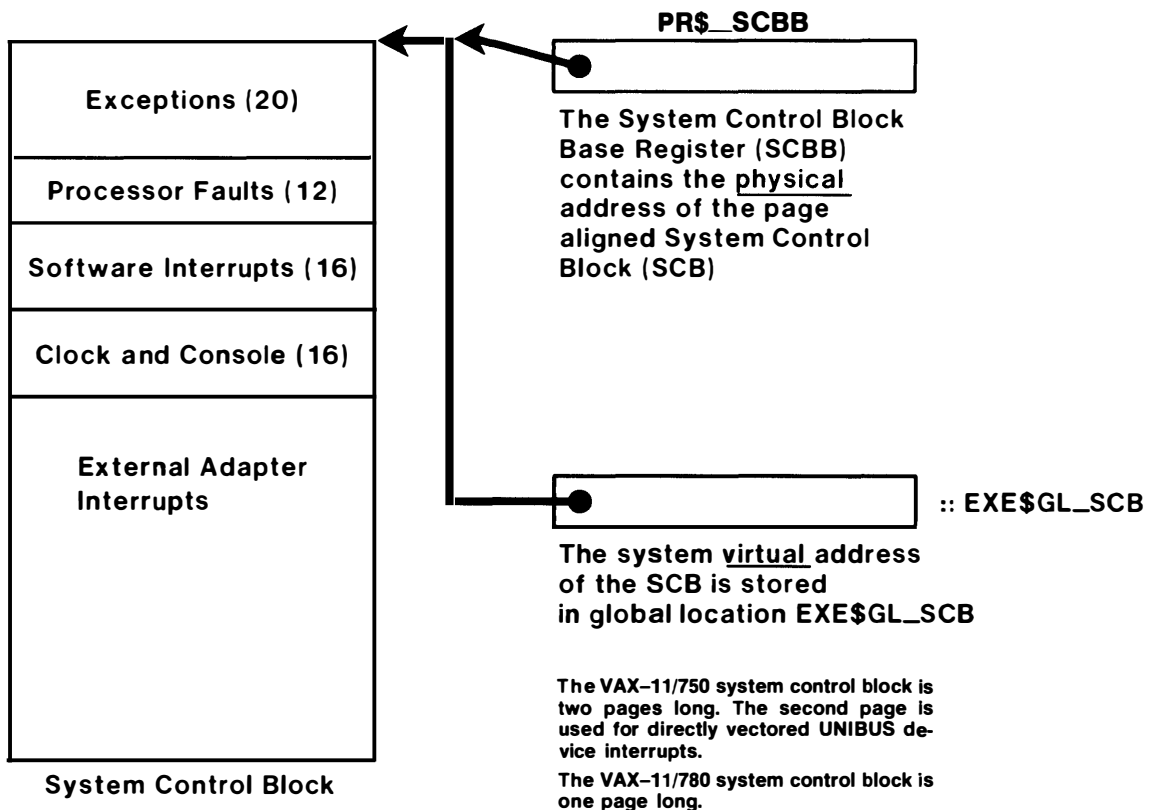 PR$_SCBB
Exceptions (20)
Processor Faults (12)
Software Interrupts (16)
Clock and Console (16)
External Adapter
Interrupts
System Control Block
The System Control Block
Base Register (SCBB)
contains the physical
address of the page
aligned System Control
Block (SCB)
:: EXE$GL_SCB
The system virtual address
of the SCB is stored
in global location EXE$GL_SCB
The VAX-11/750 system control block is
two pages long. The second page is
used for directly vectored UNIBUS de-
vice interrupts.
The VAX-11/780 system control block is
one page long.